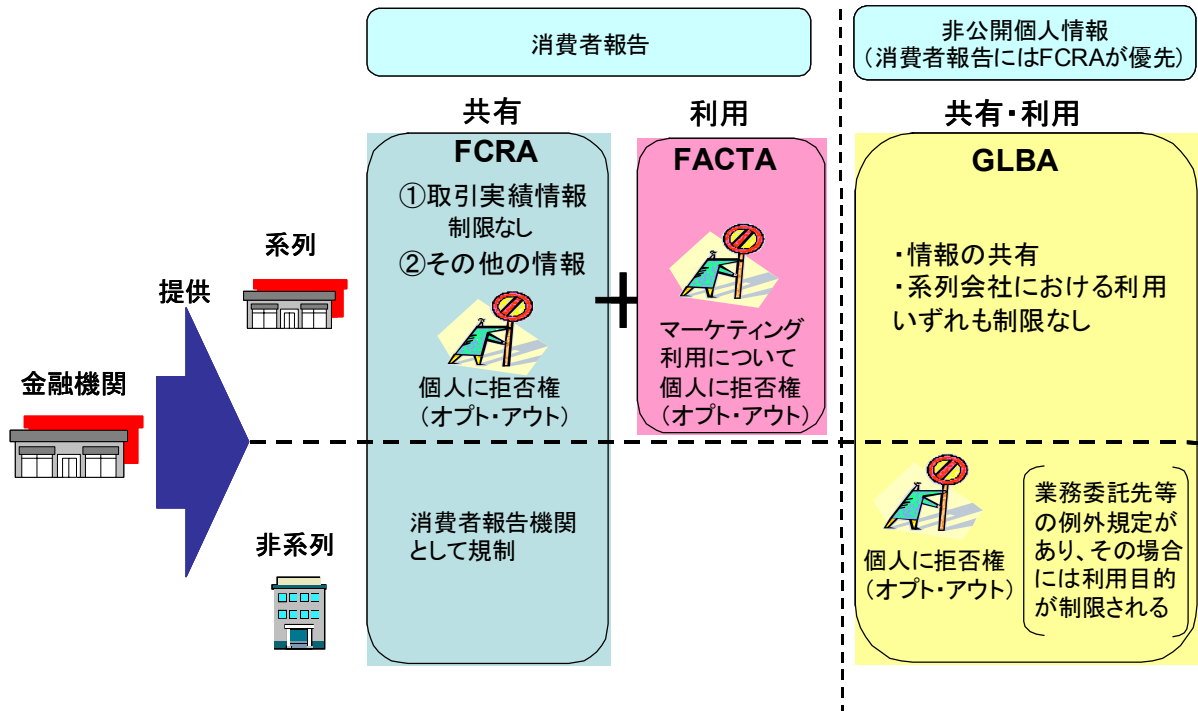 消費者報告
非公開個人情報
（消費者報告にはFCRAが優先）
共有
利用
共有・利用
FCRA
①取引実績情報
制限なし
②その他の情報
個人に拒否権
（オプト・アウト）
+
FACTA
マーケティング
利用について
個人に拒否権
（オプト・アウト）
GLBA
・情報の共有
・系列会社における利用
いずれも制限なし
系列
提供
金融機関
非系列
消費者報告機関
として規制
個人に拒否権
（オプト・アウト）
業務委託先等
の例外規定が
あり、その場合
には利用目的
が制限される